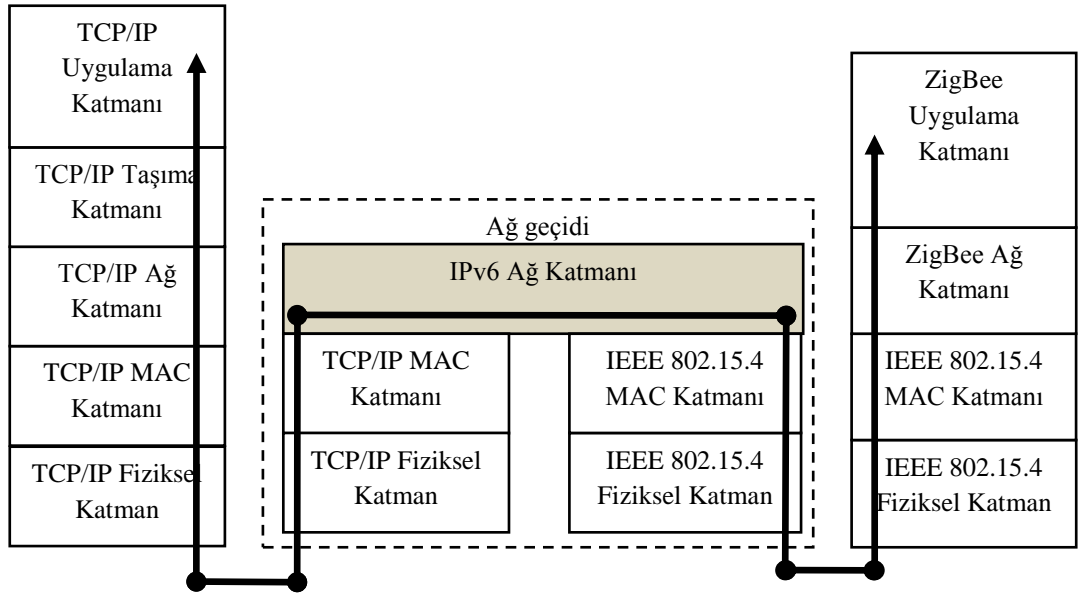 TCP/IP
Uygulama
Katmanı
TCP/IP Taşıma
Katmanı
TCP/IP Ağ
Katmanı
TCP/IP MAC
Katmanı
TCP/IP Fiziksel
Katman
Ağ geçidi
IPv6 Ağ Katmanı
TCP/IP MAC
Katmanı
TCP/IP Fiziksel
Katman
IEEE 802.15.4
MAC Katmanı
IEEE 802.15.4
Fiziksel Katman
ZigBee
Uygulama
Katmanı
ZigBee Ağ
Katmanı
IEEE 802.15.4
MAC Katmanı
IEEE 802.15.4
Fiziksel Katman